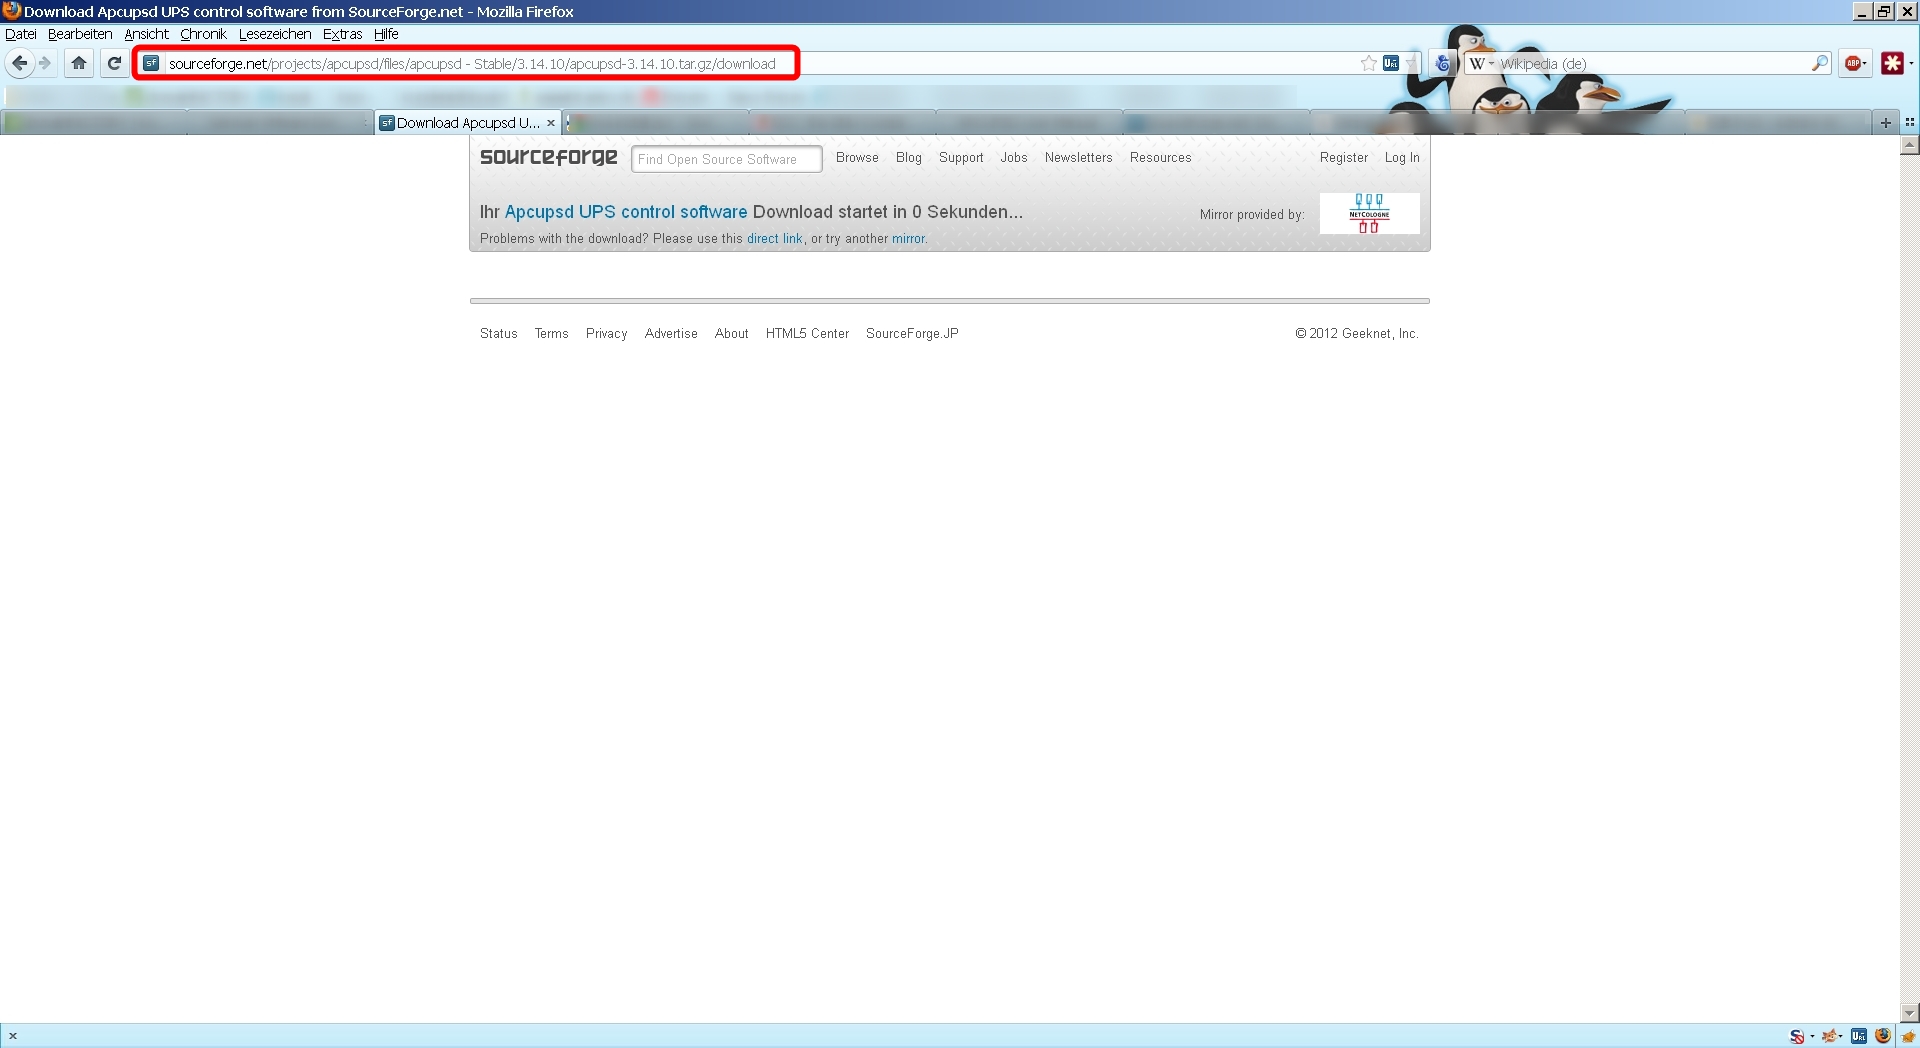 Download Apcupsd UPS control software from SourceForge.net - Mozilla Firefox
Datei Bearbeiten Ansicht Chronik Lesezeichen Extras Hilfe
sf sourceforge.net/projects/apcupsd/files/apcupsd - Stable/3.14.10/apcupsd-3.14.10.tar.gz/download
W Wikipedia (de)
ABP
sf Download Apcupsd U...
sourceforge Find Open Source Software Browse Blog Support Jobs Newsletters Resources Register Log In
Ihr Apcupsd UPS control software Download startet in 0 Sekunden...
Mirror provided by: NETCOLOGNE
Problems with the download? Please use this direct link, or try another mirror.
Status Terms Privacy Advertise About HTML5 Center SourceForge.JP © 2012 Geeknet, Inc.